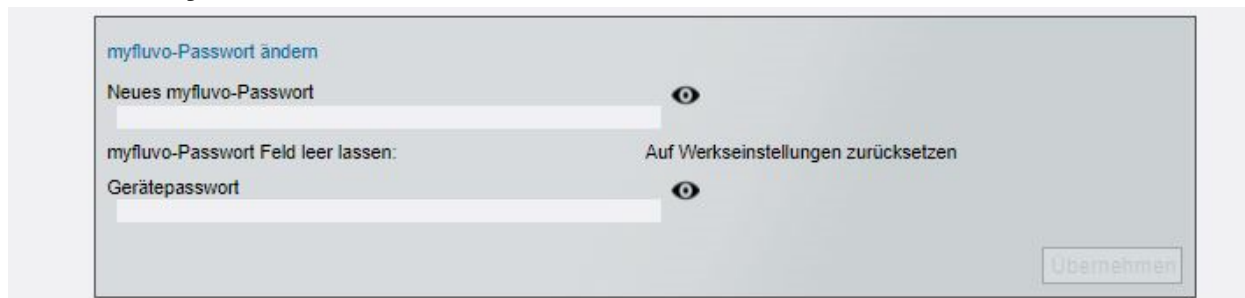 myfluvo-Passwort ändern
Neues myfluvo-Passwort
myfluvo-Passwort Feld leer lassen: Auf Werkseinstellungen zurücksetzen
Gerätepasswort
Übernehmen